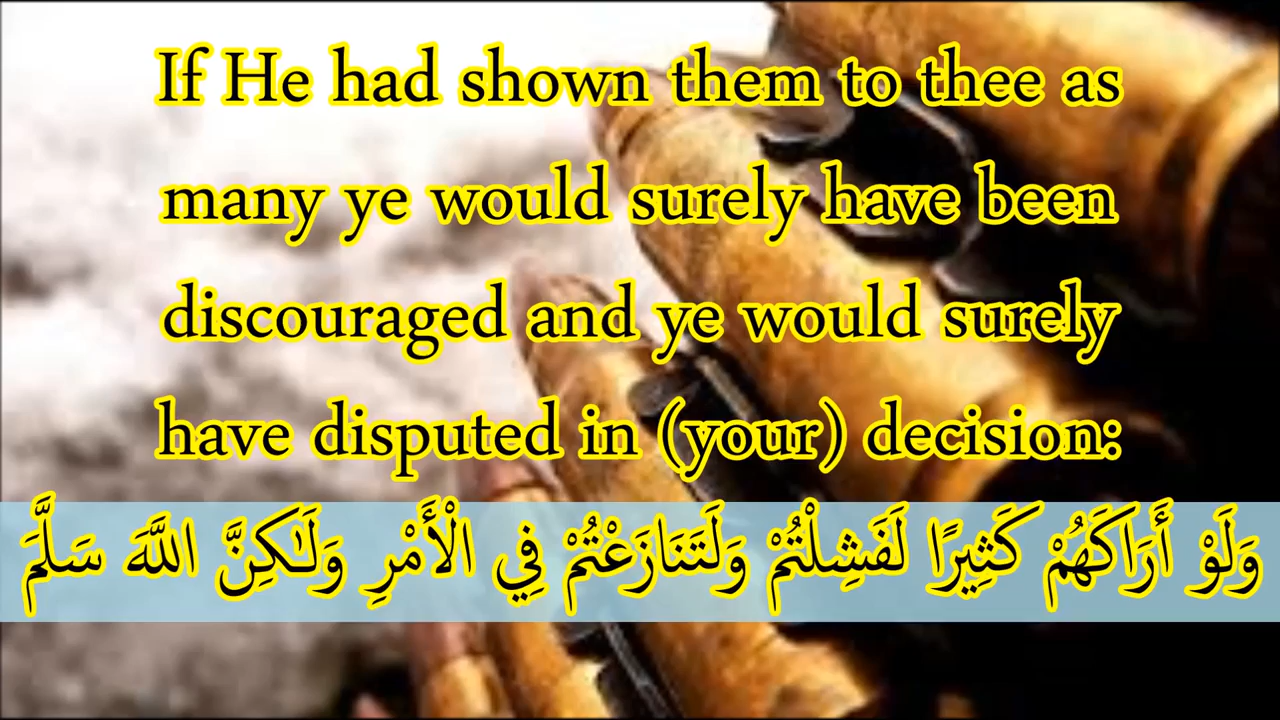 If He had shown them to thee as
many ye would surely have been
discouraged and ye would surely
have disputed in (your) decision:
وَلَوْ أَرَاكَهُمْ كَثِيرًا لَفَشِلْتُمْ وَلَتَنَازَعْتُمْ فِي الْأَمْرِ وَلَٰكِنَّ اللَّهَ سَلَّمَ